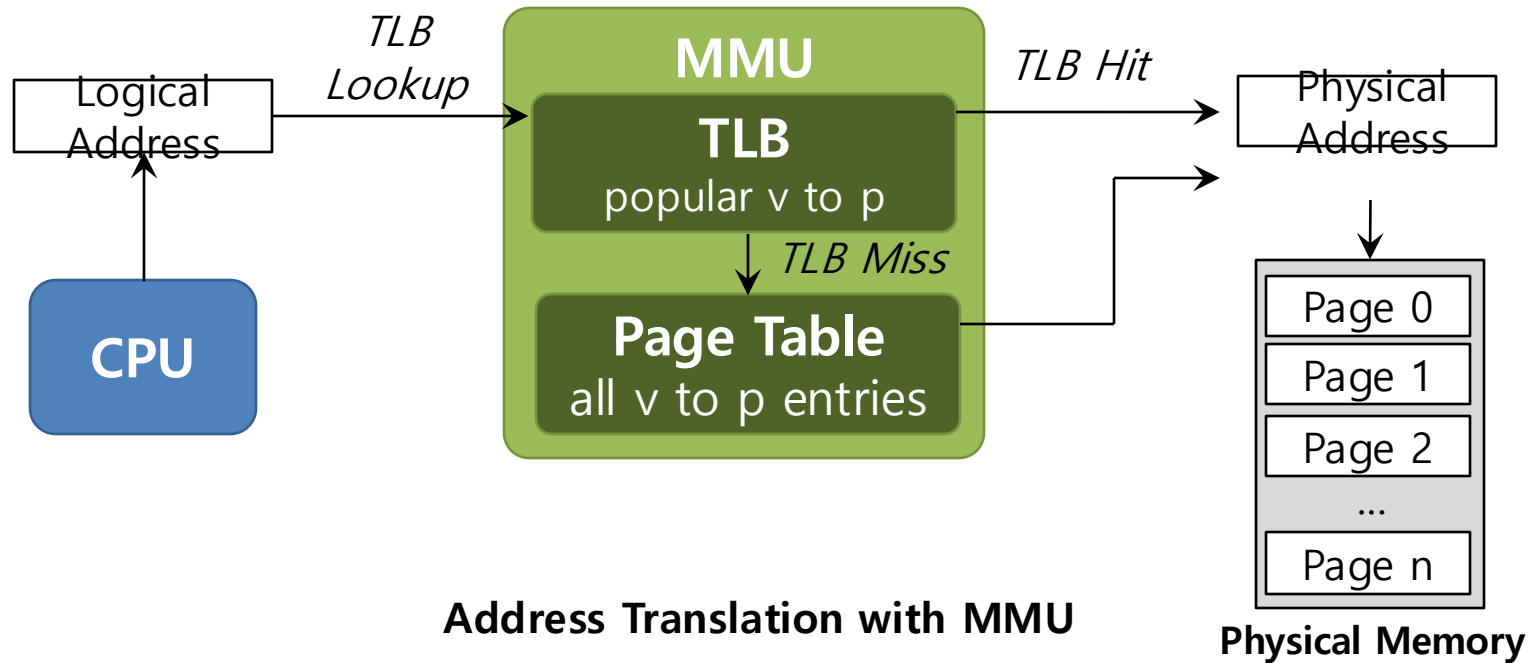 TLB
Lookup
MMU
TLB Hit
Logical
Address
Physical
Address
TLB
popular v to p
TLB Miss
CPU
Page Table
all v to p entries
Page 0
Page 1
Page 2
...
Page n
Address Translation with MMU
Physical Memory